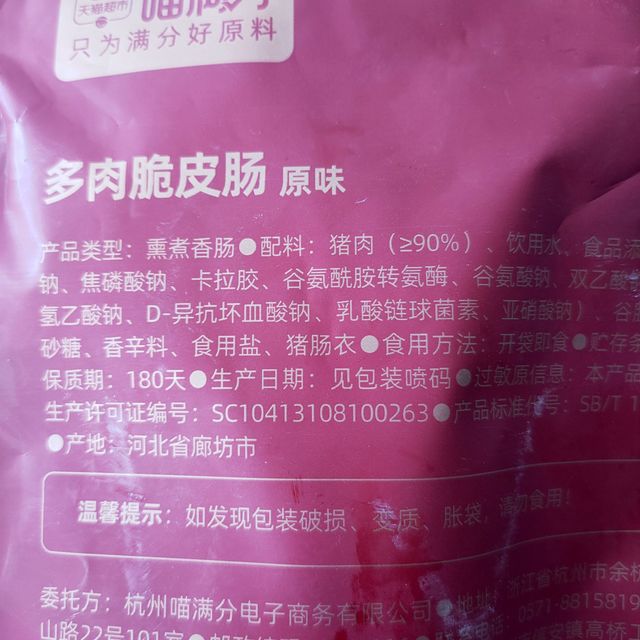 天猫超市 喵满分
只为满分好原料
多肉脆皮肠 原味
产品类型：熏煮香肠●配料：猪肉（≥90%）、饮用水、食品添
钠、焦磷酸钠、卡拉胶、谷氨酰胺转氨酶、谷氨酸钠、双乙酸
氢乙酸钠、D-异抗坏血酸钠、乳酸链球菌素、亚硝酸钠）、谷
砂糖、香辛料、食用盐、猪肠衣●食用方法：开袋即食●贮存
保质期：180天●生产日期：见包装喷码●过敏原信息：本产
生产许可证编号：SC10413108100263●产品标准代号：SB/T 1
●产地：河北省廊坊市
温馨提示：如发现包装破损、变质、胀袋，请勿食用！
委托方：杭州喵满分电子商务有限公司●地址：浙江省杭州市余杭
山路22号101室 0571-8815819